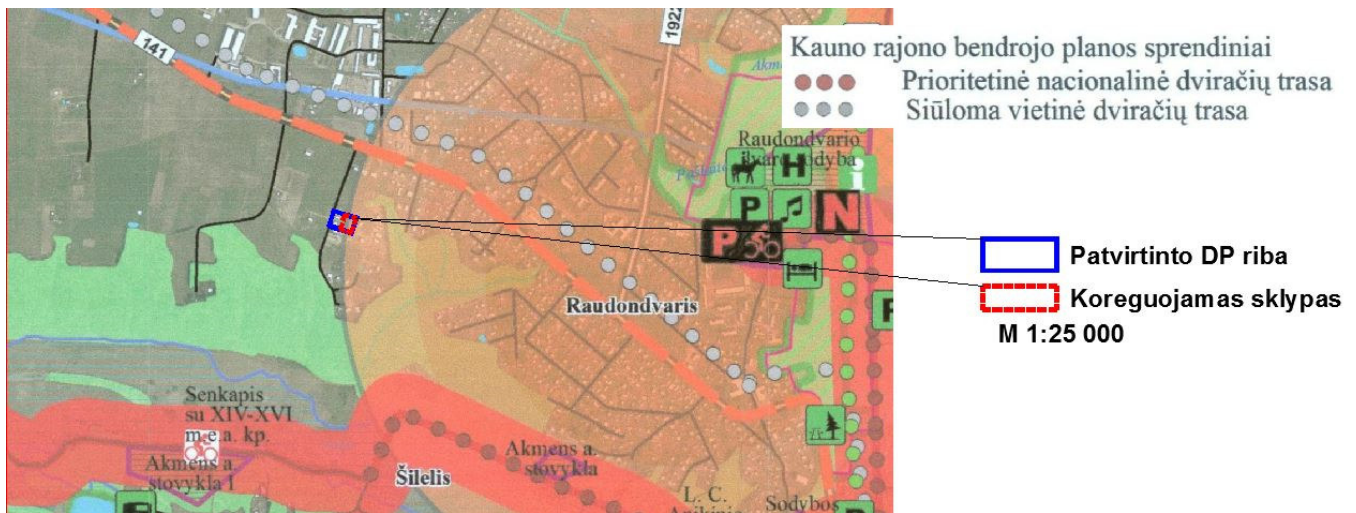 141
1922
Kauno rajono bendrojo planos sprendiniai
Prioritetinė nacionalinė dviračių trasa
Siūloma vietinė dviračių trasa
Raudondvario
dvaro sodyba
H
i
P
N
P
Patvirtinto DP riba
Koreguojamas sklypas
M 1:25 000
Raudondvaris
Senkapis
su XIV-XVI
m.e.a. kp.
Akmens a.
stovykla I
Šilelis
Akmens a.
stovykla
L. C.
Sodybos